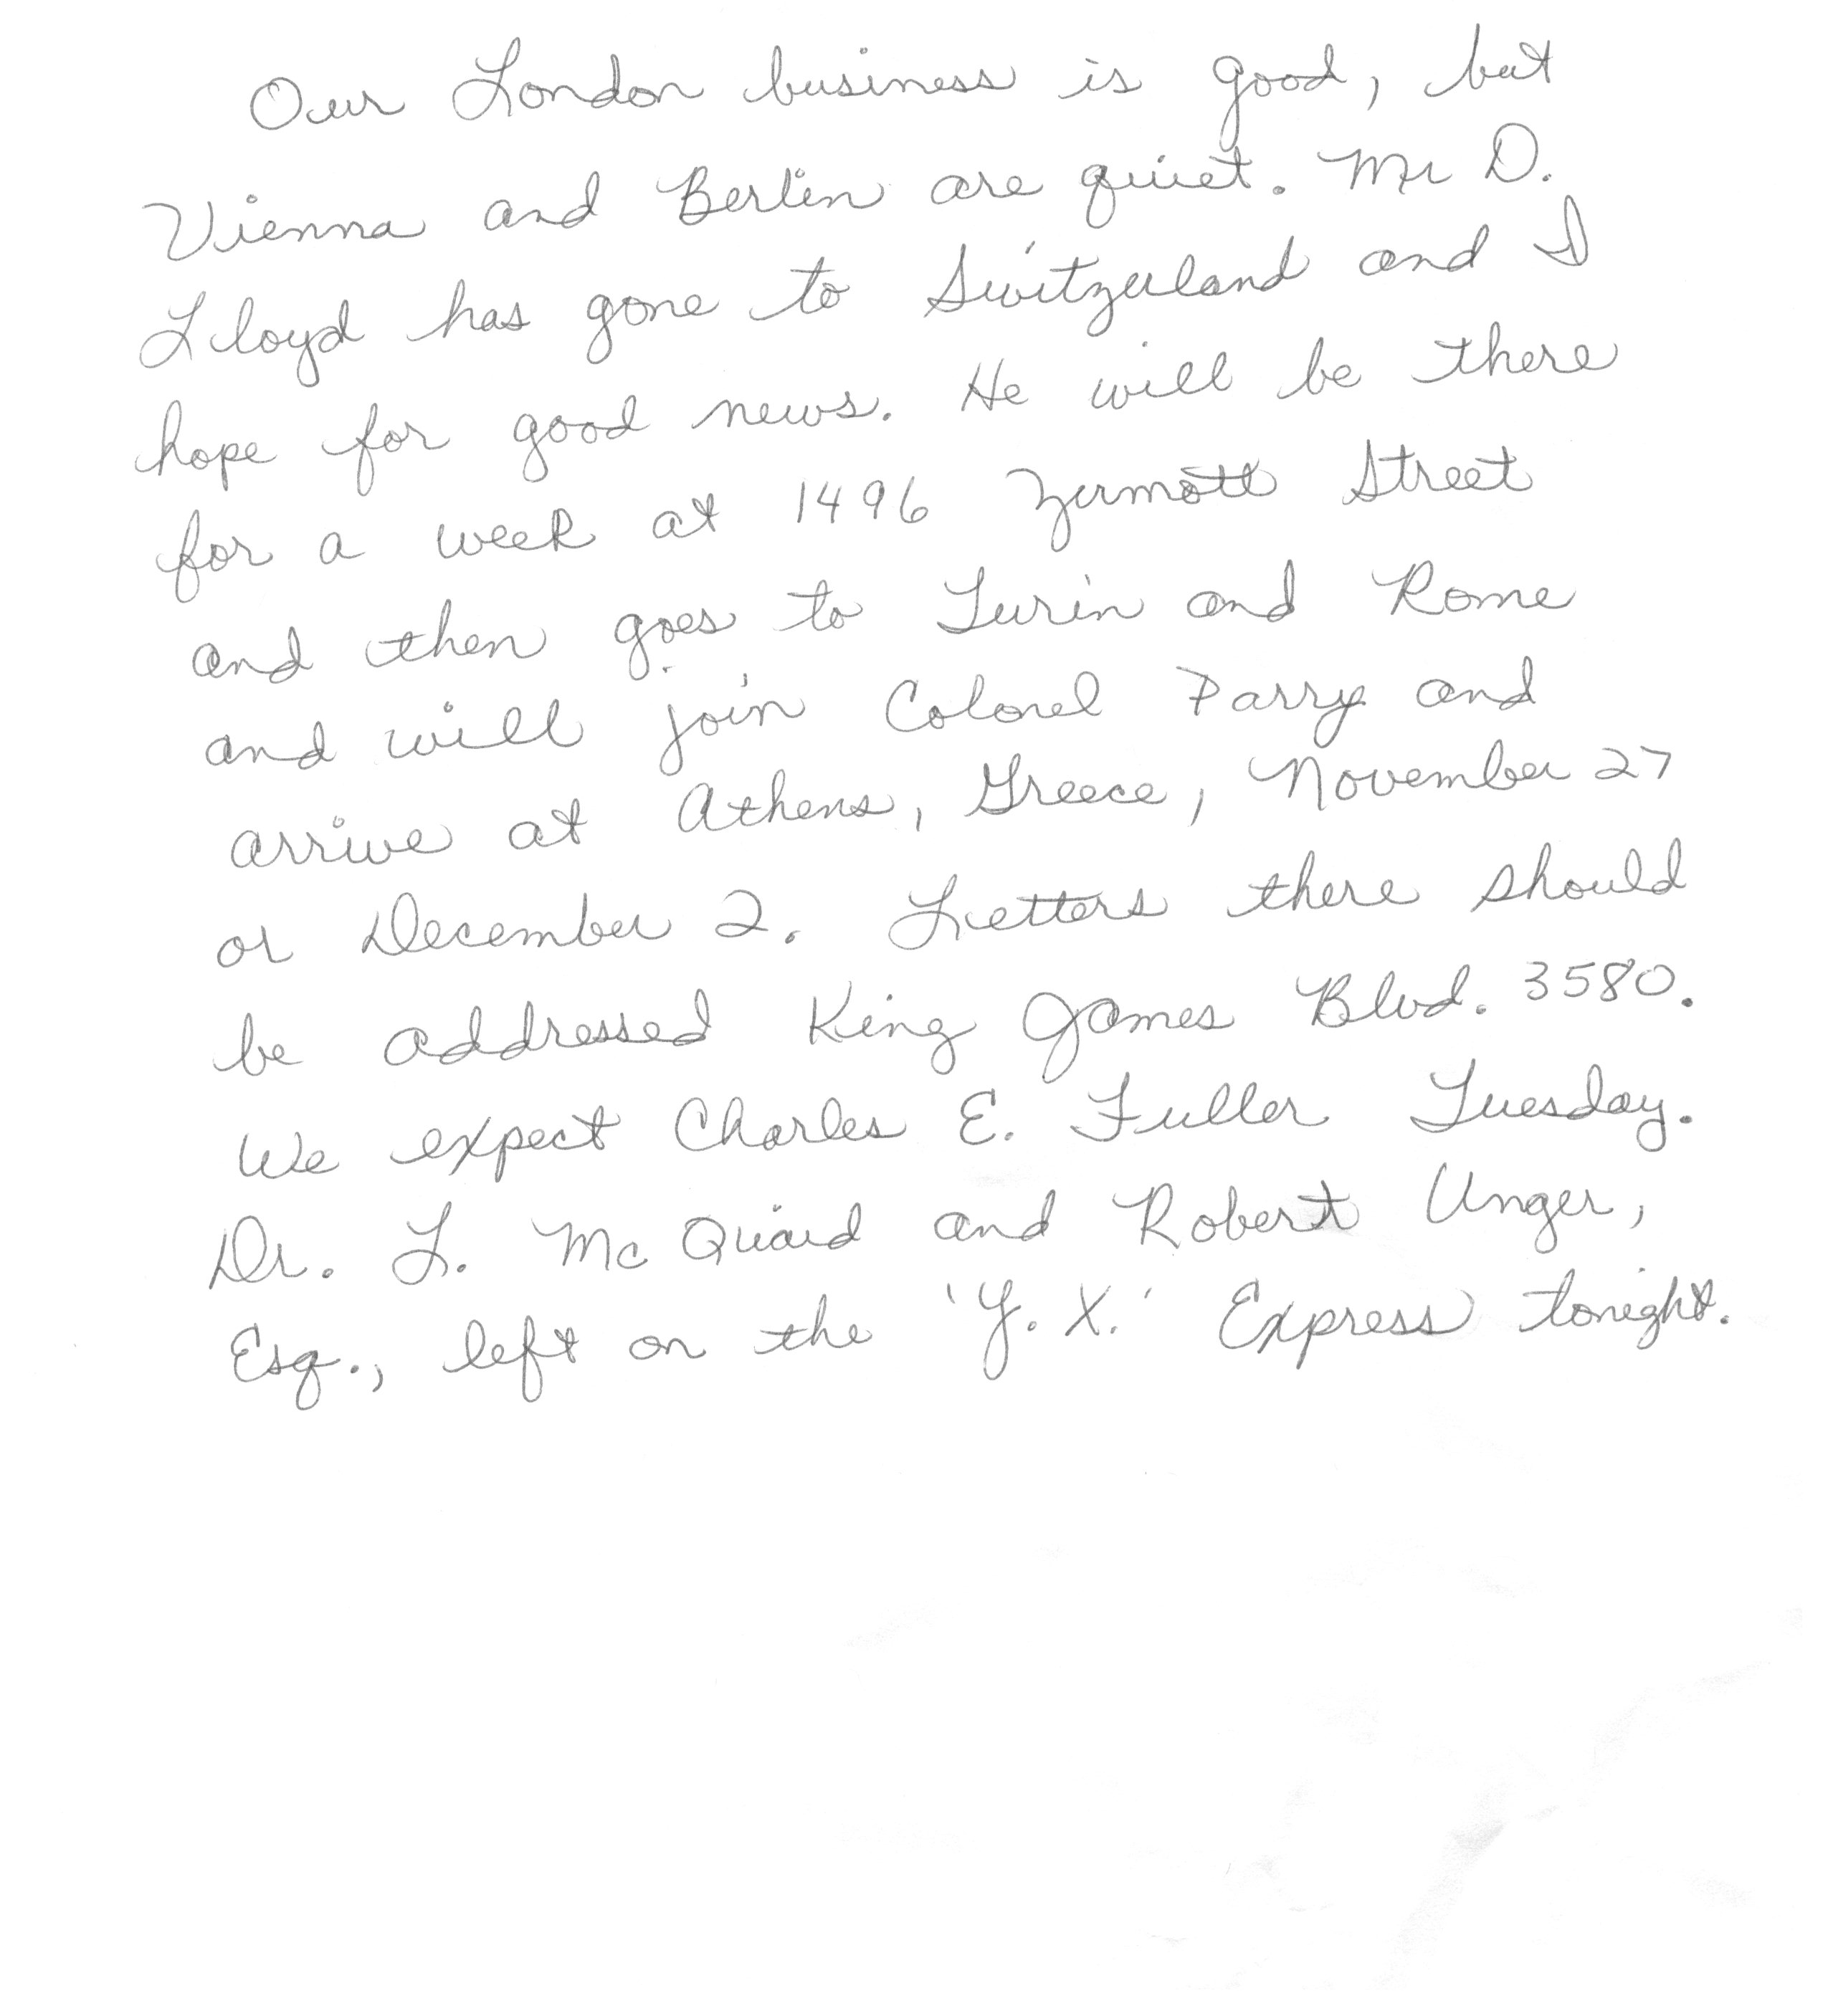 Our London business is good, but
Vienna and Berlin are quiet. Mr D.
Lloyd has gone to Switzerland and I
hope for good news. He will be there
for a week at 1496 Zermott Street
and then goes to Turin and Rome
and will join Colonel Parry and
arrive at Athens, Greece, November 27
or December 2. Letters there should
be addressed King James Blvd. 3580.
We expect Charles E. Fuller Tuesday.
Dr. L. Mc Quaid and Robert Unger,
Esq., left on the 'Y. X.' Express tonight.